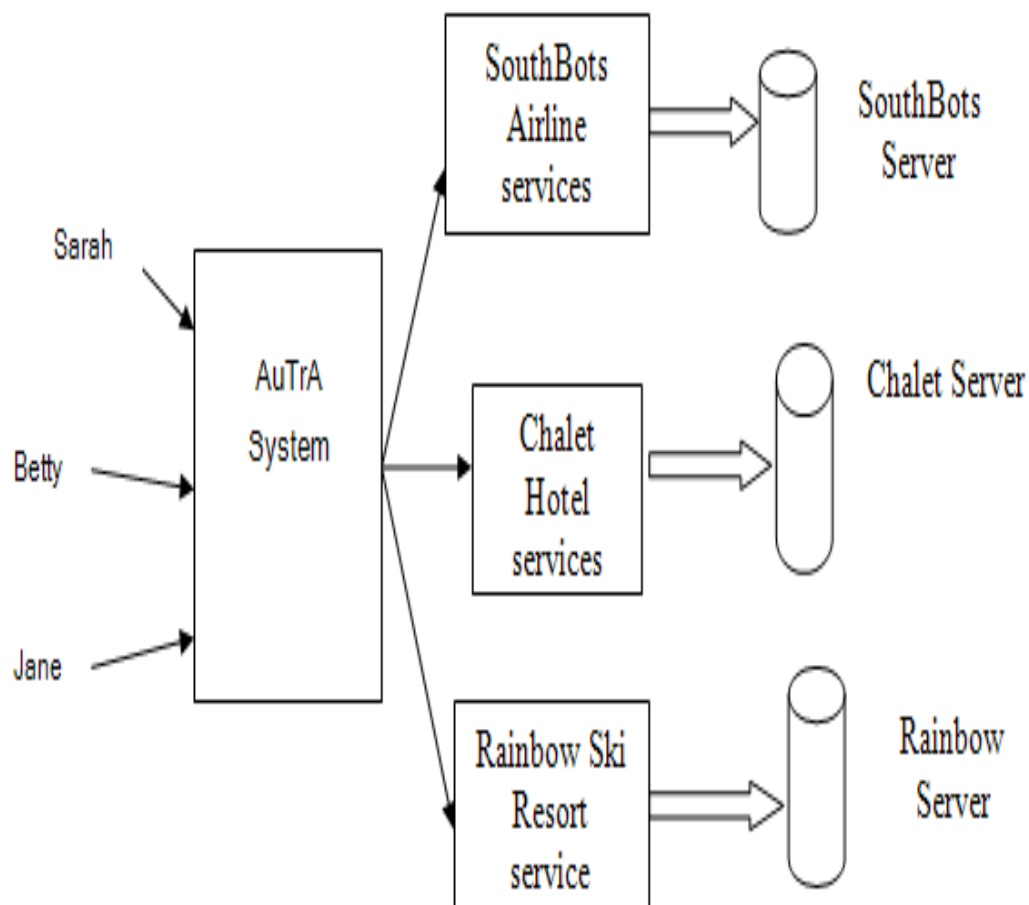 Sarah
Betty
Jane
AuTrA
System
SouthBots
Airline
services
Chalet
Hotel
services
Rainbow Ski
Resort
service
SouthBots
Server
Chalet Server
Rainbow
Server